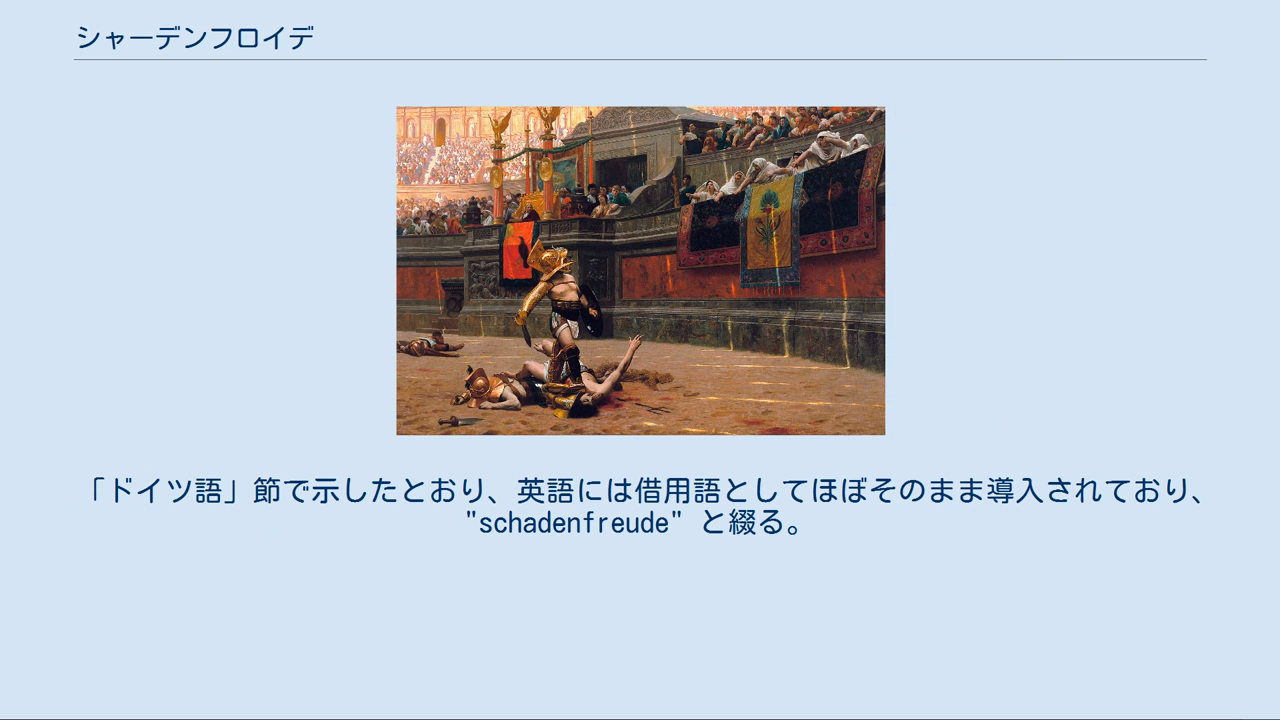 シャーデンフロイデ
「ドイツ語」節で示したとおり、英語には借用語としてほぼそのまま導入されており、
"schadenfreude" と綴る。